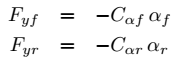 F_{yf} = −C_{αf} α_f
F_{yr} = −C_{αr} α_r